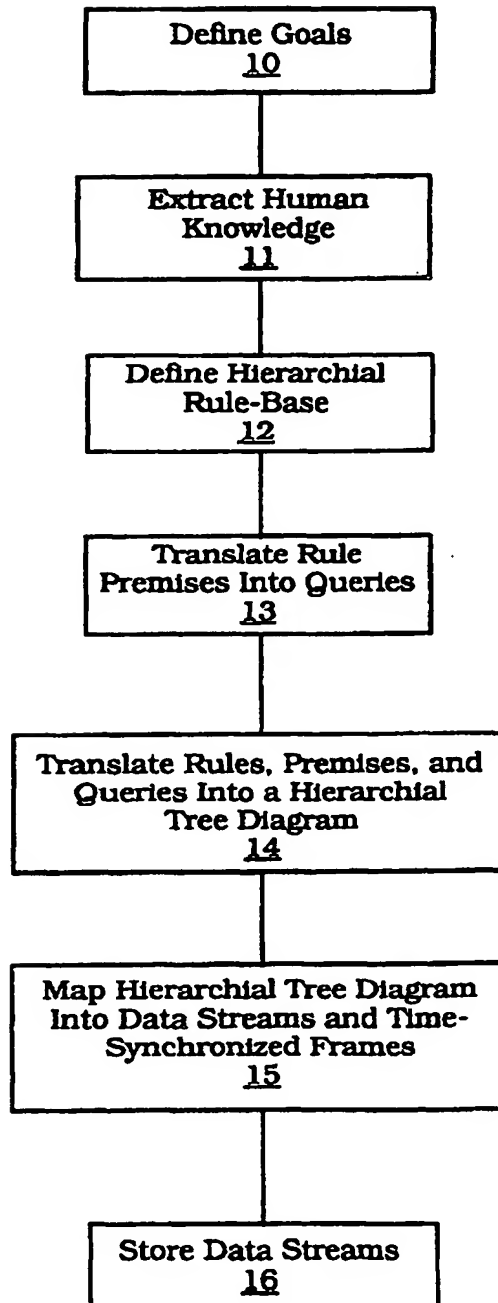 Define Goals
10
Extract Human
Knowledge
11
Define Hierarchial
Rule-Base
12
Translate Rule
Premises Into Queries
13
Translate Rules, Premises, and
Queries Into a Hierarchial
Tree Diagram
14
Map Hierarchial Tree Diagram
Into Data Streams and Time-
Synchronized Frames
15
Store Data Streams
16